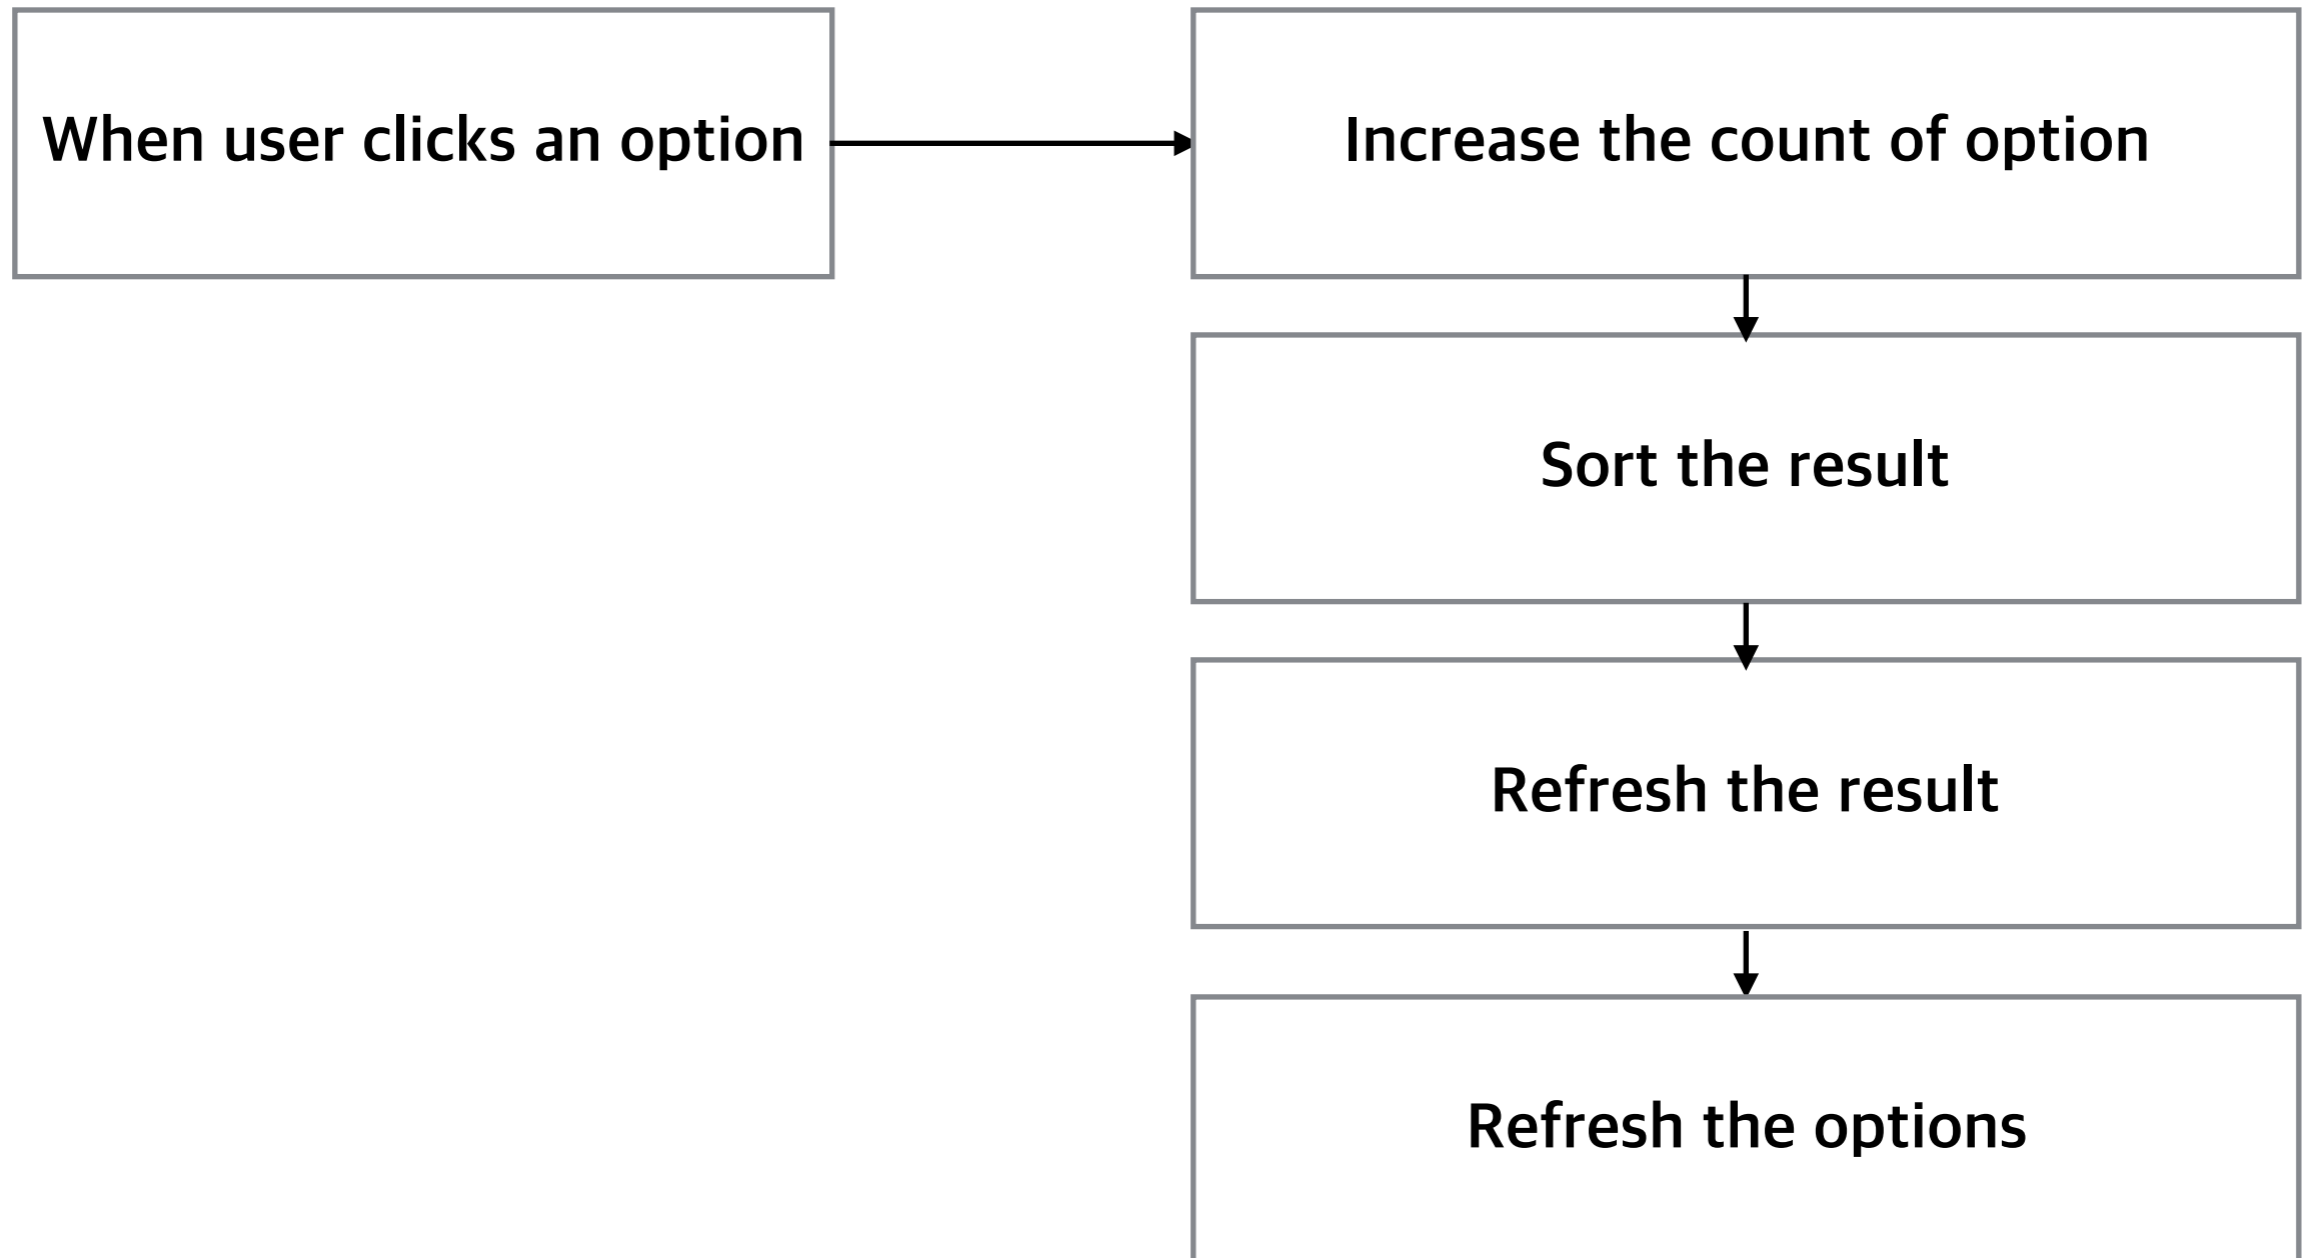 When user clicks an option
Increase the count of option
Sort the result
Refresh the result
Refresh the options